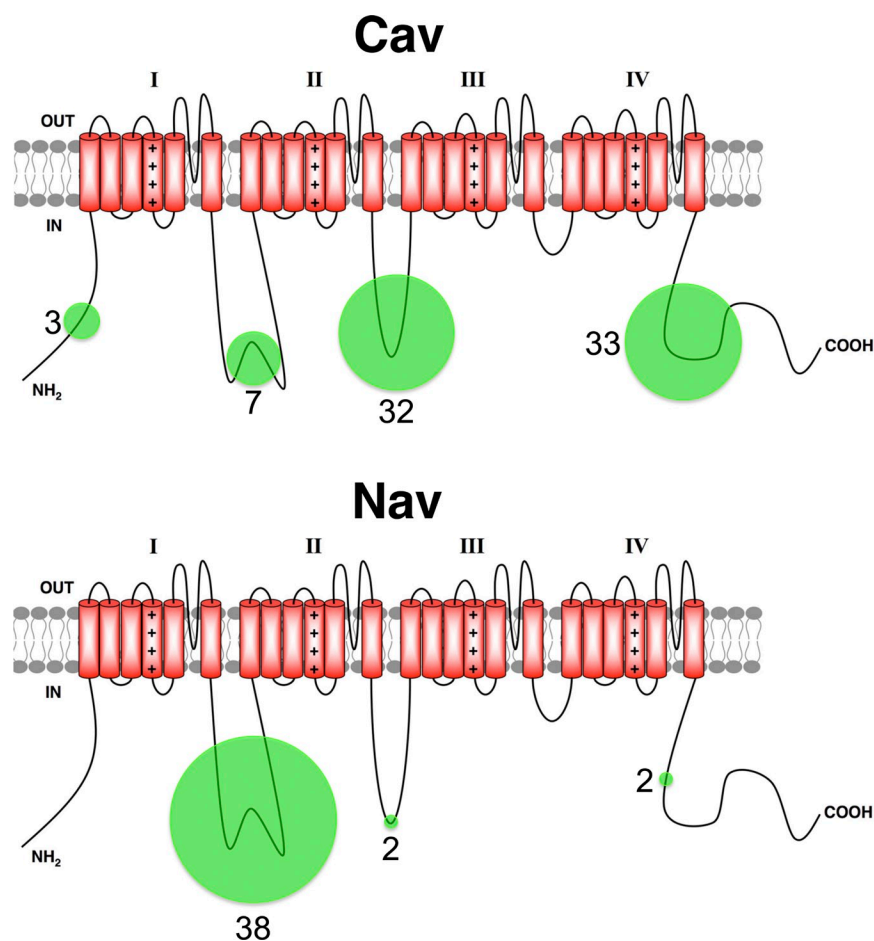 Cav
I II III IV
OUT
+ + + +
+ + + +
+ + + +
+ + + +
IN
3
33
COOH
NH2
7
32
Nav
I II III IV
OUT
+ + + +
+ + + +
+ + + +
+ + + +
IN
2
COOH
2
NH2
38